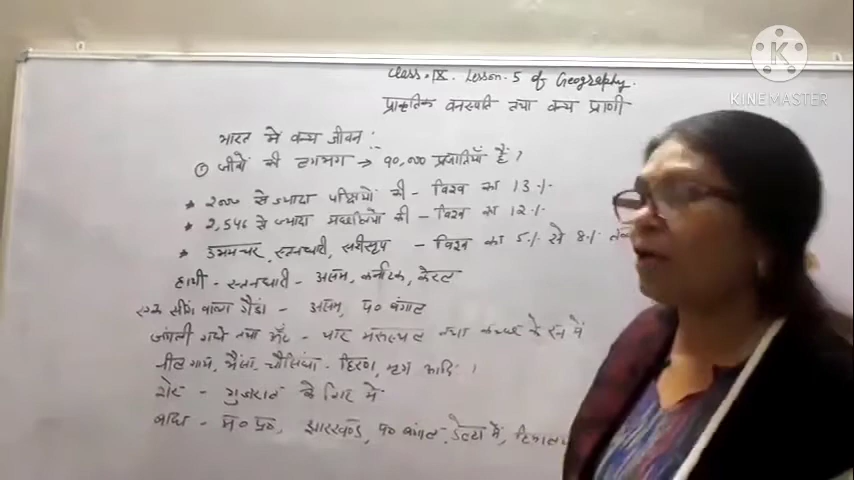 Class. IX. Lesson. 5 of Geography.
प्राकृतिक वनस्पति तथा वन्य प्राणी
भारत में वन्य जीवन :
① जीवों की लगभग → 90,000 प्रजातियाँ हैं ।
* 2000 से ज्यादा पक्षियों की - विश्व का 13 %
* 2,546 से ज्यादा मछलियों की - विश्व का 12 %
* उभयचर, स्तनधारी, सरीसृप - विश्व का 5% से 8%
हाथी - स्तनधारी - असम, कर्नाटक, केरल
एक सींग वाला गैंडा - असम, प० बंगाल
जंगली गधे तथा ऊँट - थार मरुस्थल तथा कच्छ के रन में
नील गाय, भैंसा, चौसिंघा - हिरण, मृग आदि ।
शेर - गुजरात के गिर में
बाघ - म० प्र०, झारखण्ड, प० बंगाल, डेल्टा में,
KINEMASTER